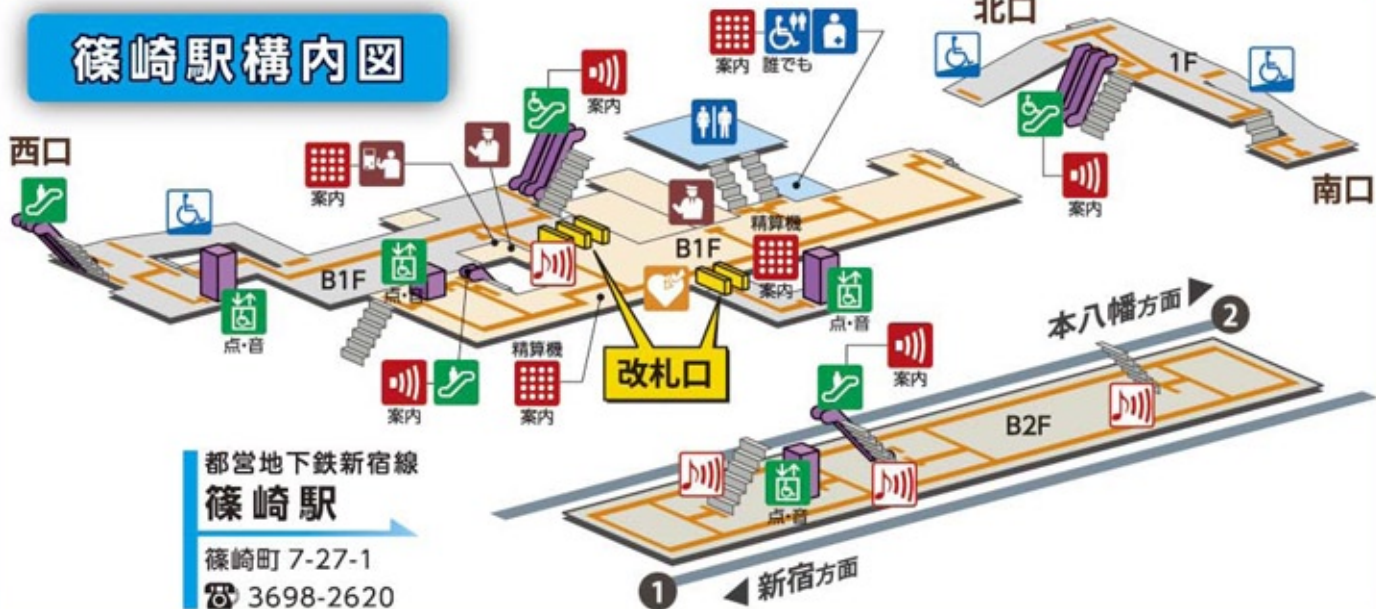 篠崎駅構内図
案内
誰でも
北口
1F
案内
西口
案内
精算機
南口
案内
B1F
B1F
案内
点・音
点・音
点・音
本八幡方面
2
精算機
改札口
案内
案内
案内
B2F
都営地下鉄新宿線
篠崎駅
点・音
篠崎町 7-27-1
3698-2620
1
新宿方面